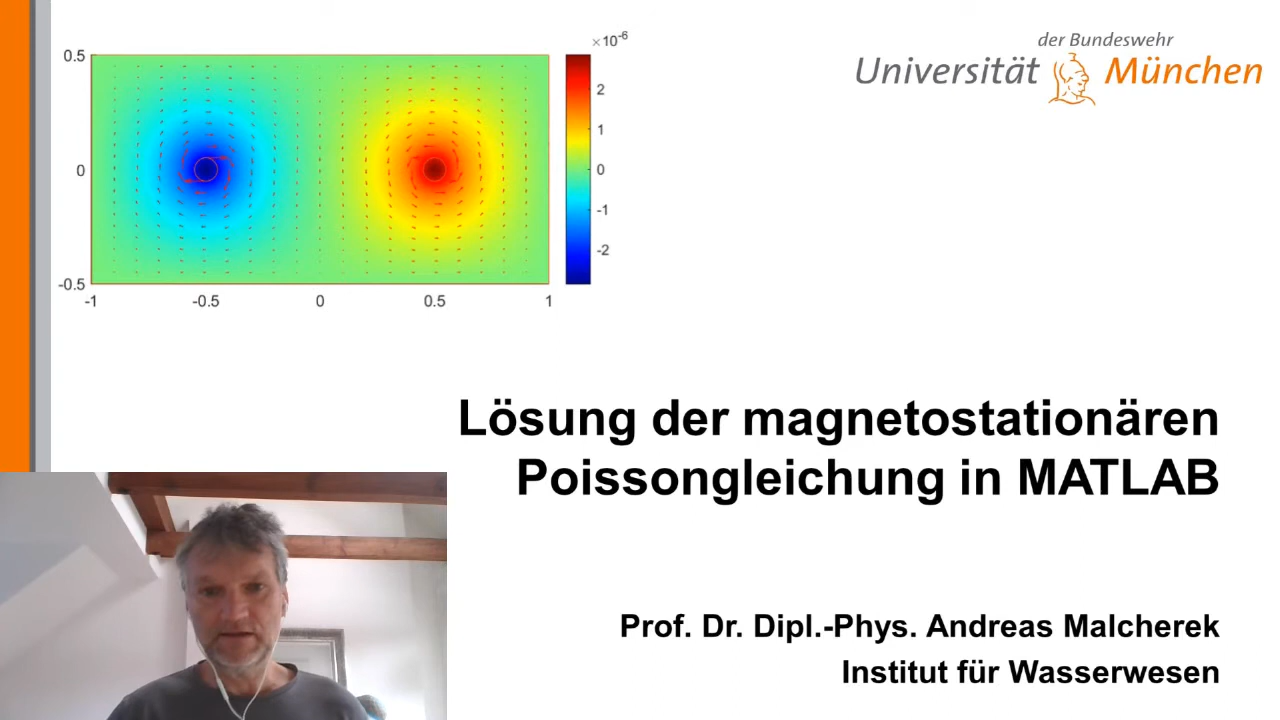 ×10-6
0.5
0
-0.5
-1
-0.5
0
0.5
1
2
1
0
-1
-2
der Bundeswehr
Universität München
Lösung der magnetostationären
Poissongleichung in MATLAB
Prof. Dr. Dipl.-Phys. Andreas Malcherek
Institut für Wasserwesen